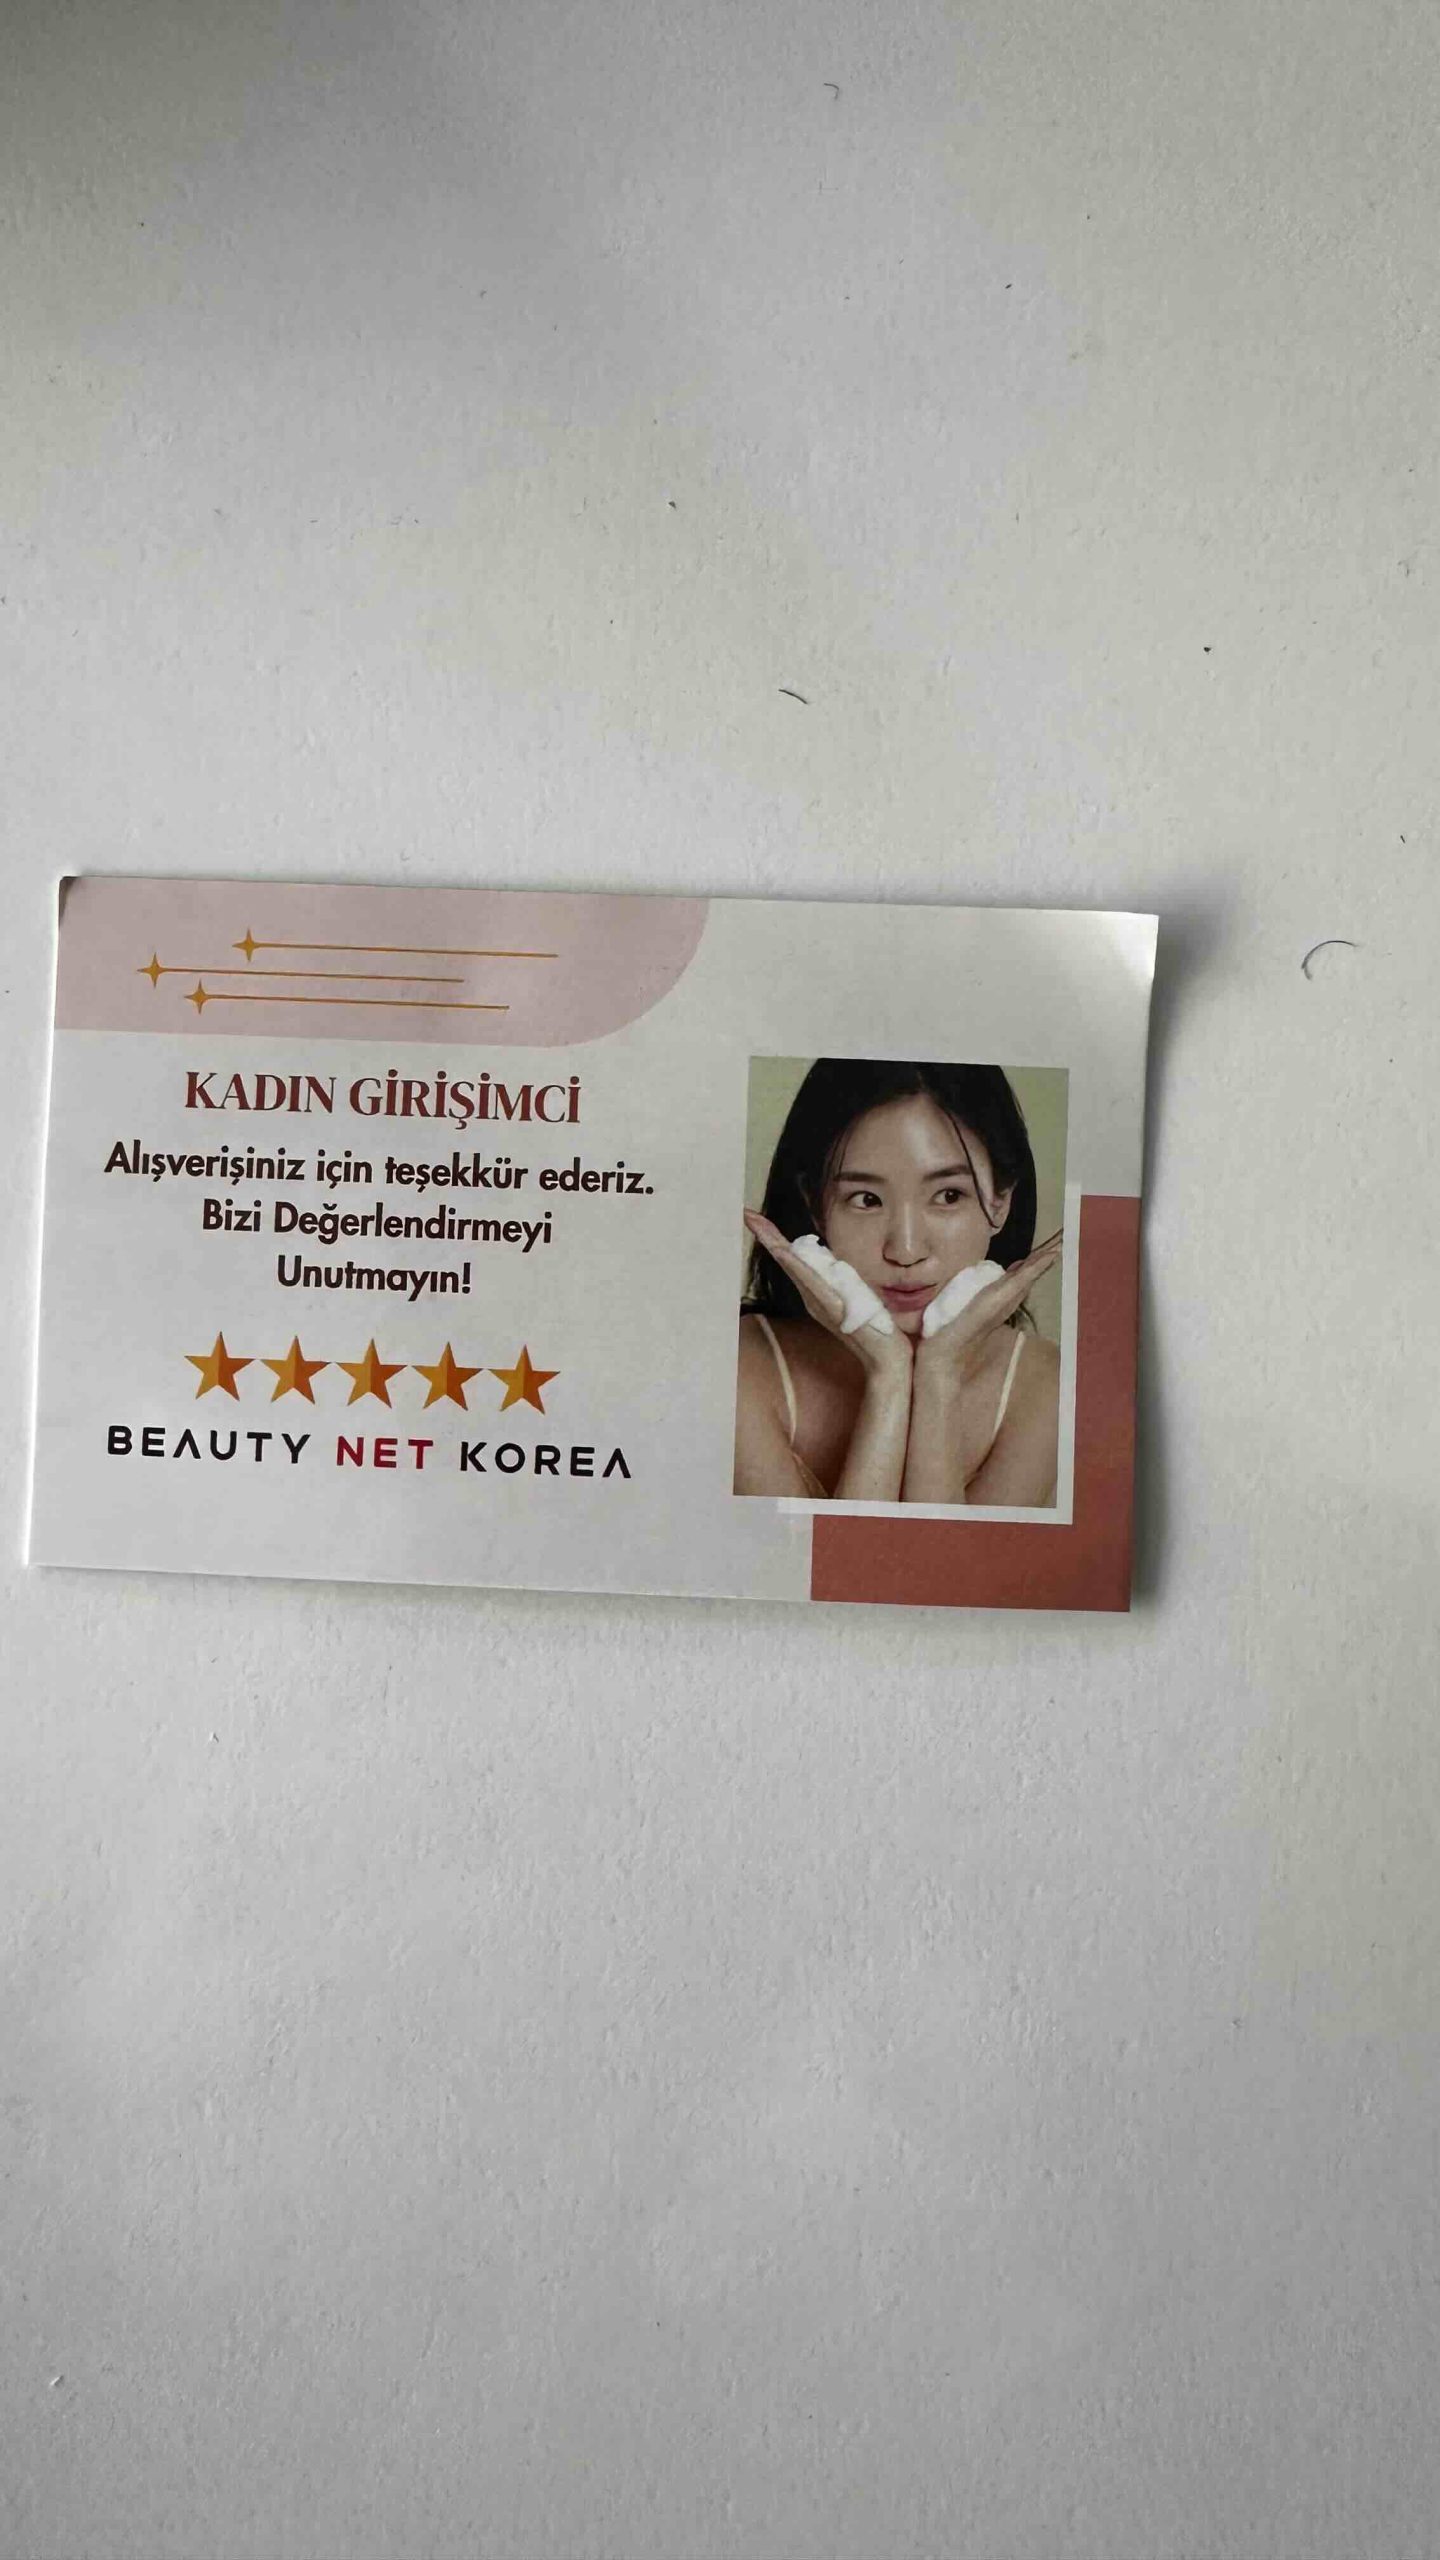 KADIN GİRİŞİMCİ
Alışverişiniz için teşekkür ederiz.
Bizi Değerlendirmeyi
Unutmayın!
BEAUTY NET KOREA